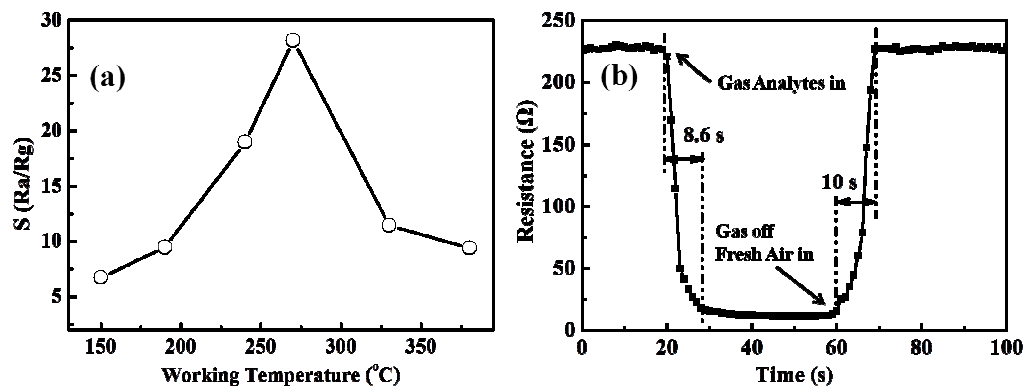 (a)
S (Ra/Rg)
30
25
20
15
10
5
150 200 250 300 350
Working Temperature (°C)
(b)
Resistance (Ω)
250
200
150
100
50
0
Gas Analytes in
8.6 s
10 s
Gas off
Fresh Air in
0 20 40 60 80 100
Time (s)